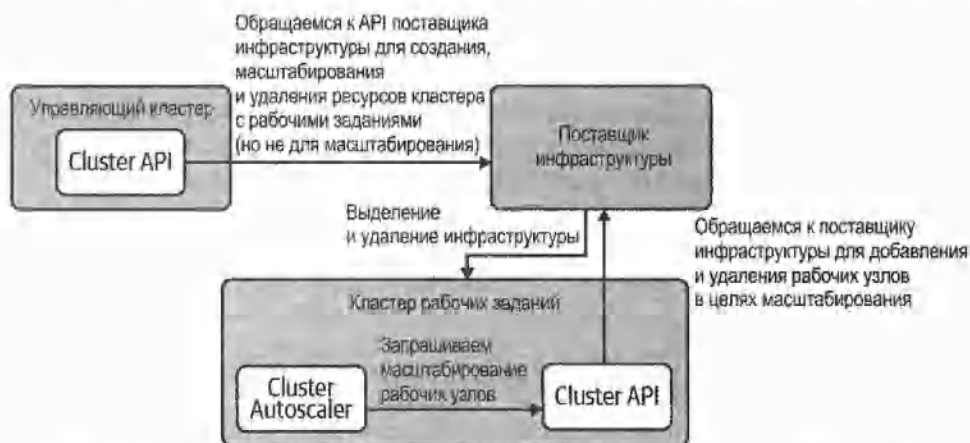 Обращаемся к API поставщика
инфраструктуры для создания,
масштабирования
и удаления ресурсов кластера
с рабочими заданиями
(но не для масштабирования)
Управляющий кластер
Cluster API
Поставщик
инфраструктуры
Выделение
и удаление инфраструктуры
Обращаемся к поставщику
инфраструктуры для добавления
и удаления рабочих узлов
в целях масштабирования
Кластер рабочих заданий
Запрашиваем
масштабирование
рабочих узлов
Cluster
Autoscaler
Cluster API